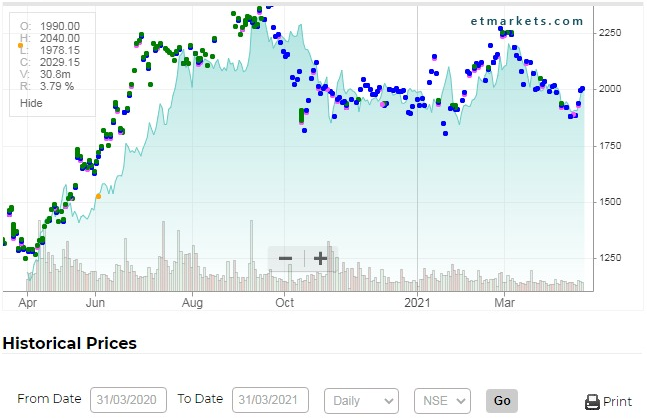 etmarkets.com
O: 1990.00
H: 2040.00
L: 1978.15
C: 2029.15
V: 30.8m
R: 3.79 %
Hide
2250
2000
1750
1500
1250
− +
Apr Jun Aug Oct 2021 Mar
Historical Prices
From Date 31/03/2020 To Date 31/03/2021 Daily NSE Go Print